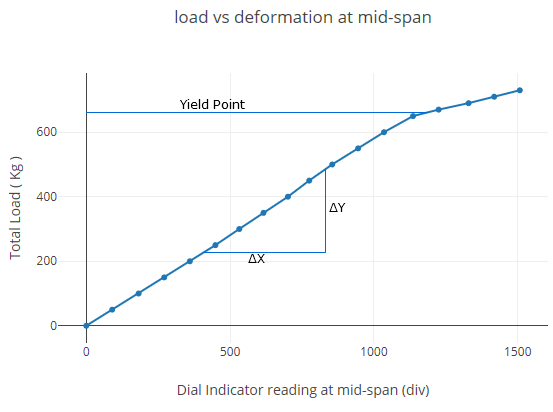 load vs deformation at mid-span
Yield Point
600
400
ΔY
200
ΔX
0
0 500 1000 1500
Total Load ( Kg )
Dial Indicator reading at mid-span (div)